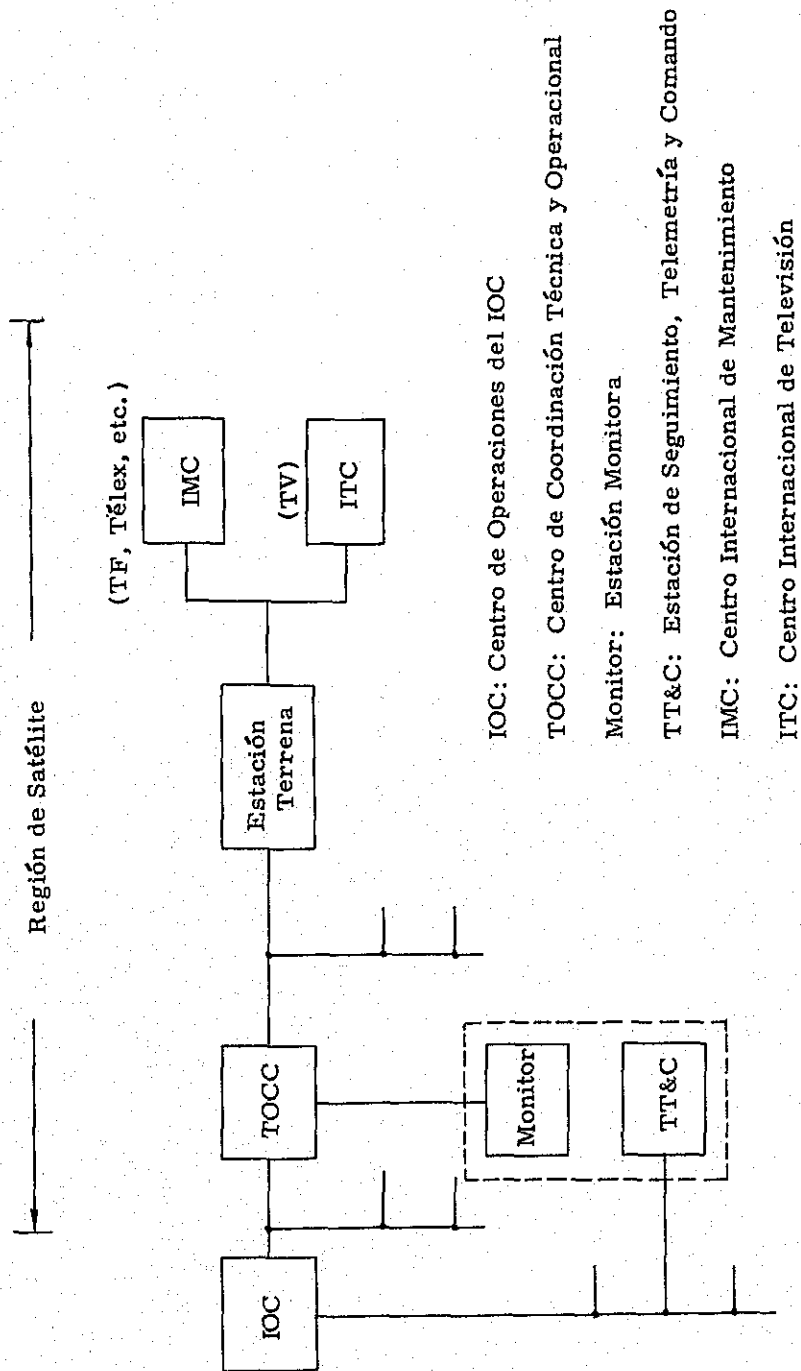 Región de Satélite
(TF, Télex, etc.)
IMC
(TV)
ITC
Estación
Terrena
TOCC
IOC
Monitor
TT&C
IOC: Centro de Operaciones del IOC
TOCC: Centro de Coordinación Técnica y Operacional
Monitor: Estación Monitora
TT&C: Estación de Seguimiento, Telemetría y Comando
IMC: Centro Internacional de Mantenimiento
ITC: Centro Internacional de Televisión